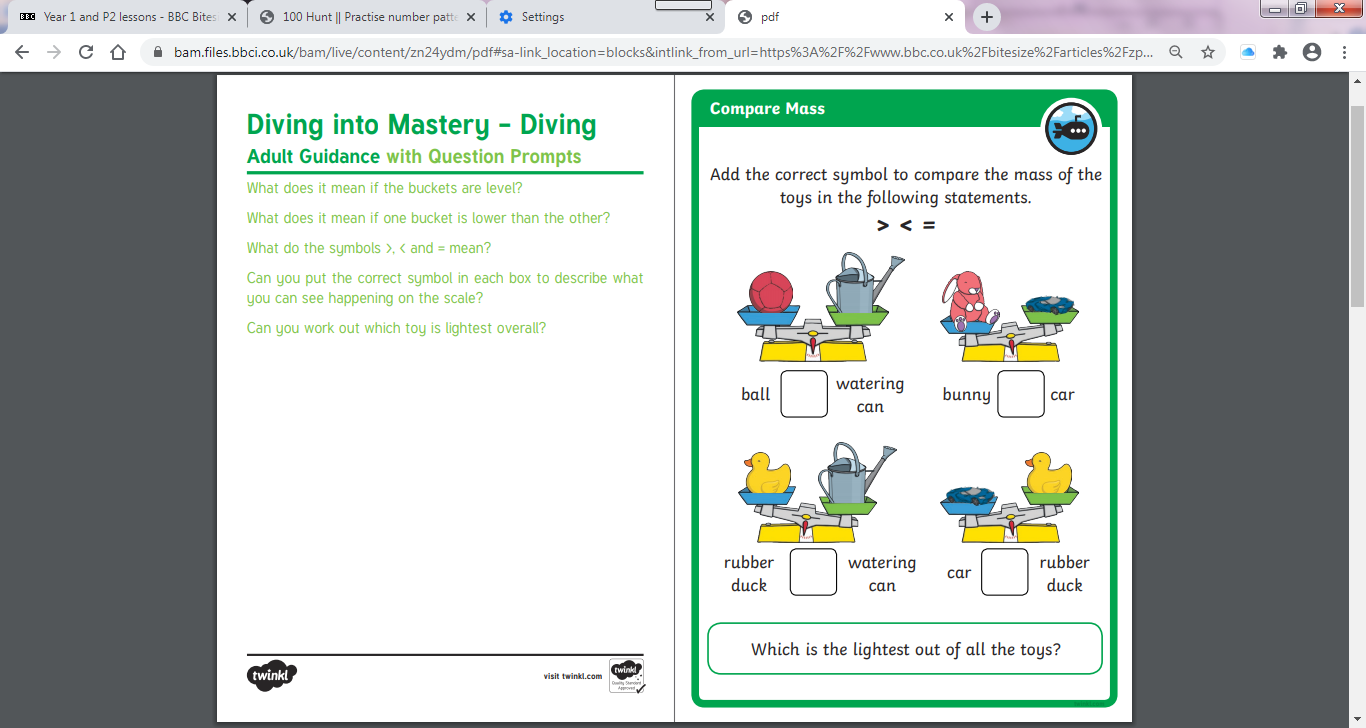 Year 1 and P2 lessons - BBC Bites
100 Hunt || Practise number patte
Settings
pdf
bam.files.bbci.co.uk/bam/live/content/zn24ydm/pdf#sa-link_location=blocks&intlink_from_url=https%3A%2F%2Fwww.bbc.co.uk%2Fbitesize%2Farticles%2Fzp...
Diving into Mastery – Diving
Adult Guidance with Question Prompts
What does it mean if the buckets are level?
What does it mean if one bucket is lower than the other?
What do the symbols >, < and = mean?
Can you put the correct symbol in each box to describe what
you can see happening on the scale?
Can you work out which toy is lightest overall?
twinkl
visit twinkl.com
twinkl
Quality Standard
Approved
Compare Mass
Add the correct symbol to compare the mass of the
toys in the following statements.
> < =
ball
watering
can
bunny
car
rubber
duck
watering
can
car
rubber
duck
Which is the lightest out of all the toys?